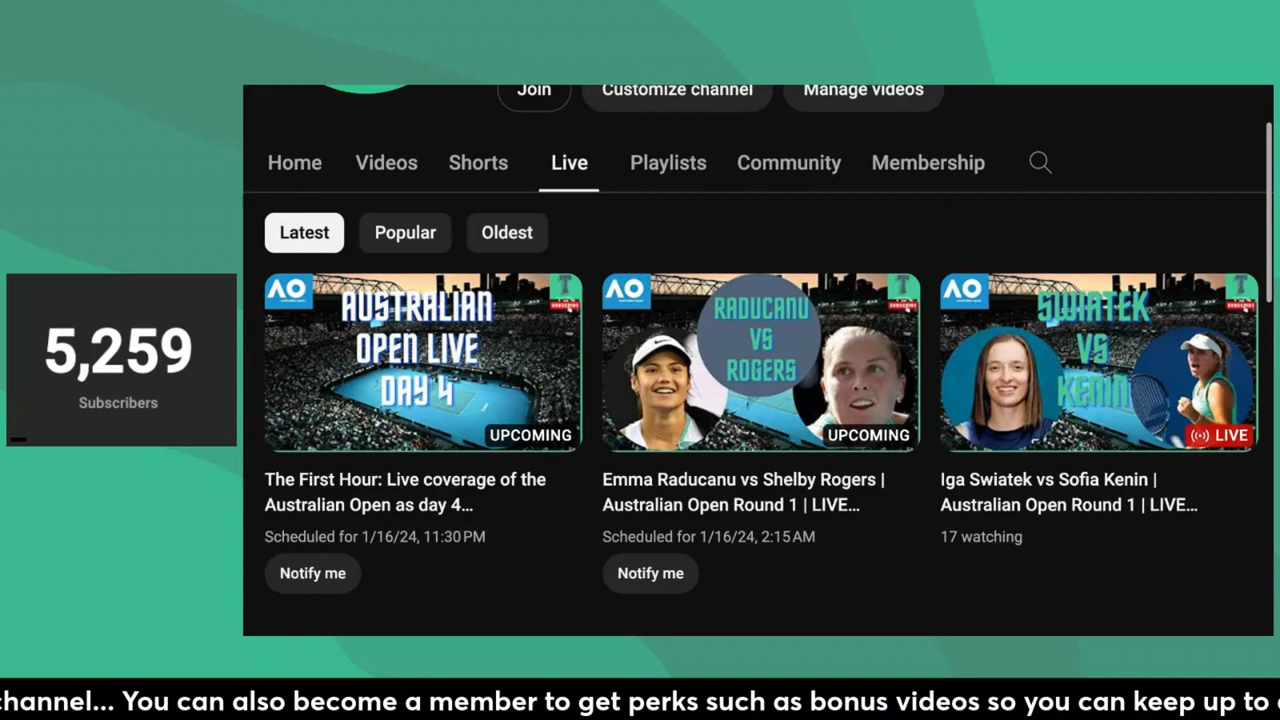 Join
Customize channel
Manage videos
Home
Videos
Shorts
Live
Playlists
Community
Membership
Latest
Popular
Oldest
5,259
Subscribers
AO
AUSTRALIAN
OPEN LIVE
DAY 4
T
SUBSCRIBE
UPCOMING
AO
RADUCANU
VS
ROGERS
T
SUBSCRIBE
UPCOMING
AO
SWIATEK
VS
KENIN
T
SUBSCRIBE
LIVE
The First Hour: Live coverage of the
Australian Open as day 4...
Scheduled for 1/16/24, 11:30 PM
Notify me
Emma Raducanu vs Shelby Rogers |
Australian Open Round 1 | LIVE...
Scheduled for 1/16/24, 2:15 AM
Notify me
Iga Swiatek vs Sofia Kenin |
Australian Open Round 1 | LIVE...
17 watching
channel... You can also become a member to get perks such as bonus videos so you can keep up to